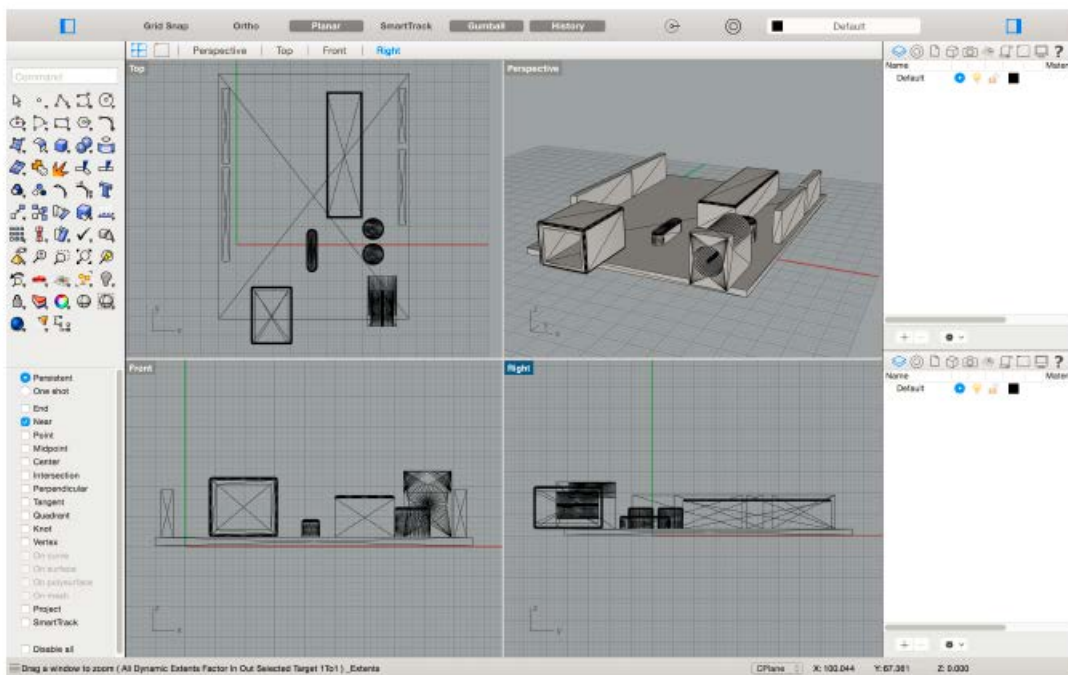 Grid Snap Ortho Planar SmartTrack Gumball History Default
Perspective Top Front Right
Command
Top
Perspective
Front
Right
Persistent
One shot
End
Near
Point
Midpoint
Center
Intersection
Perpendicular
Tangent
Quadrant
Knot
Vertex
On curve
On surface
On polysurface
On mesh
Project
SmartTrack
Disable all
Name Mater
Default
Name Mater
Default
Drag a window to zoom ( All Dynamic Extents Factor In Out Selected Target 1To1 ) _Extents
CPlane X: 100.044 Y:67.361 Z: 0.000